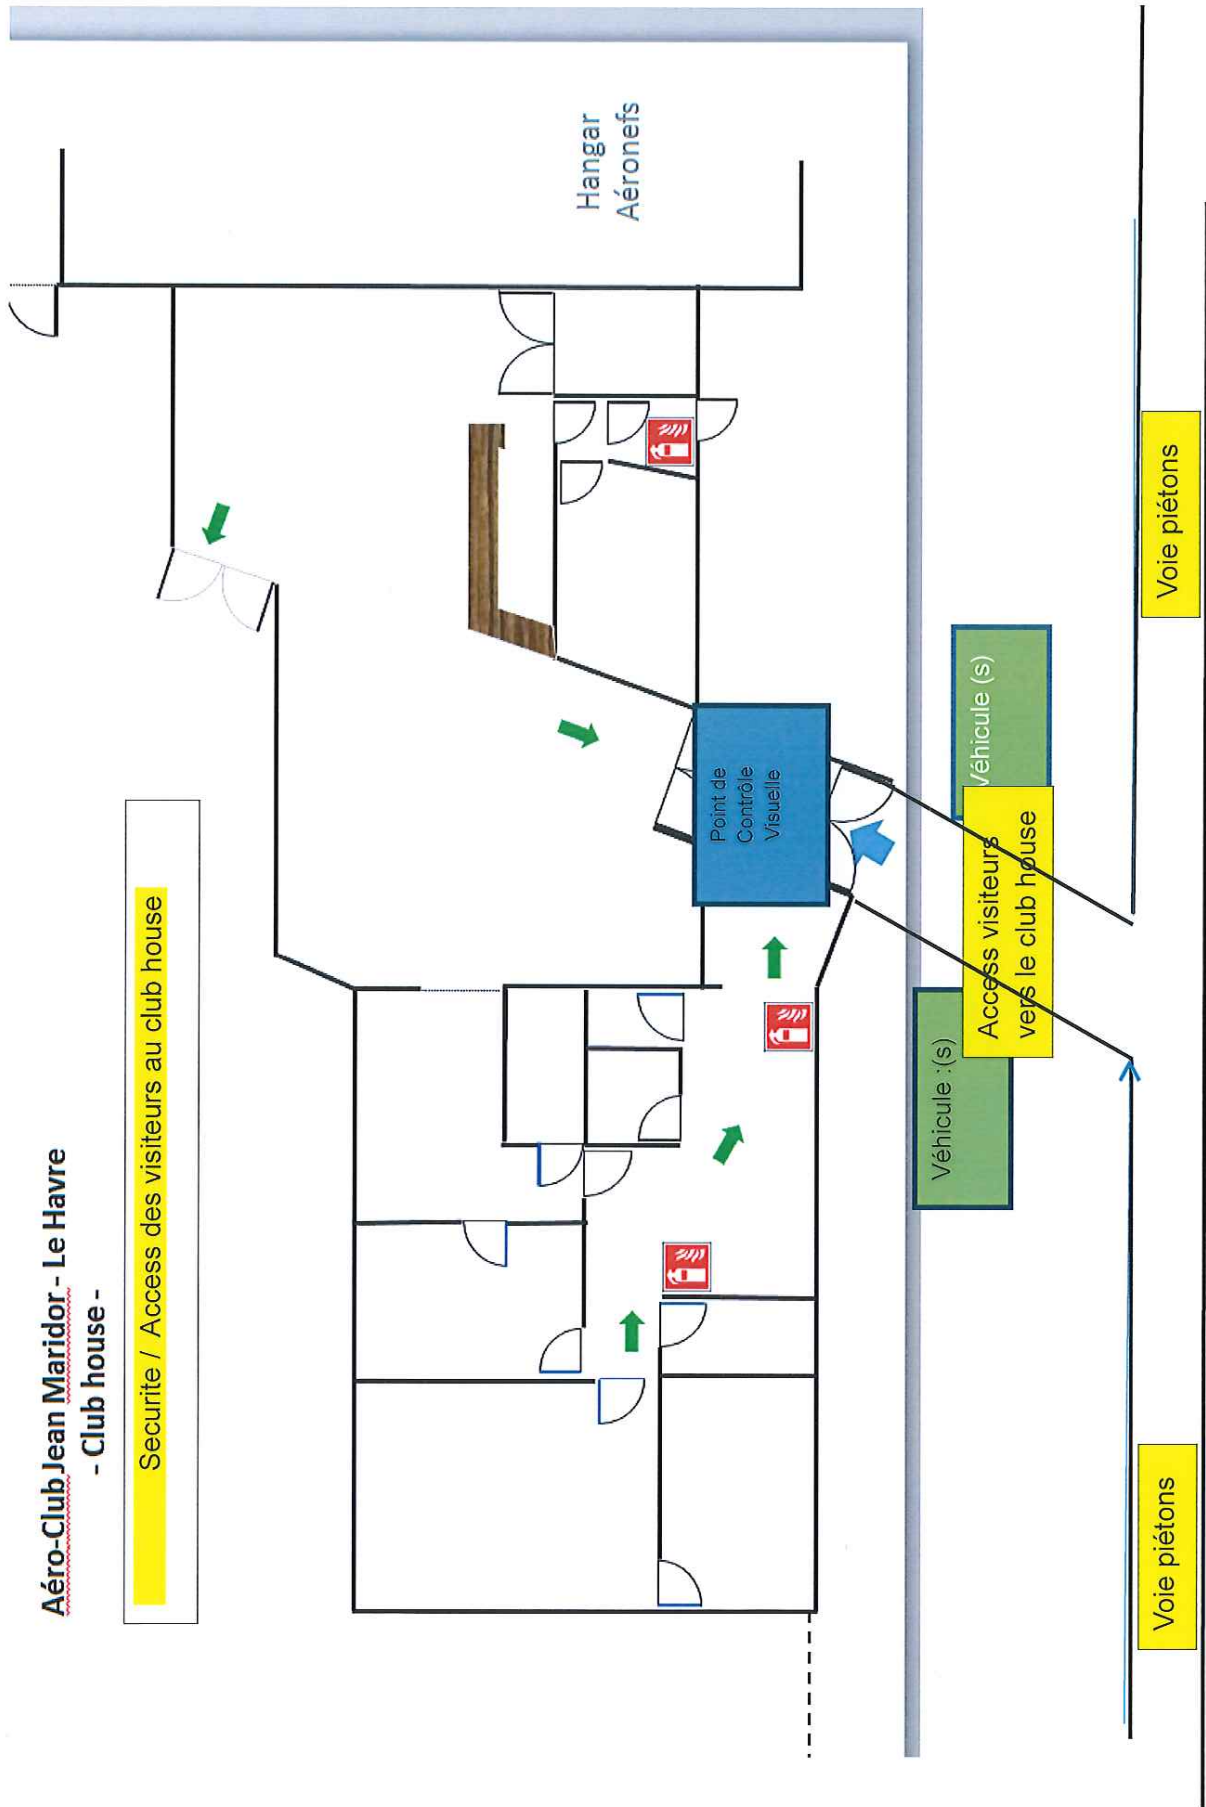 Aéro-Club Jean Maridor - Le Havre
- Club house -
Securite / Access des visiteurs au club house
Hangar
Aéronefs
Point de
Contrôle
Visuelle
Véhicule :(s)
Access visiteurs
vers le club house
Véhicule (s)
Voie piétons
Voie piétons